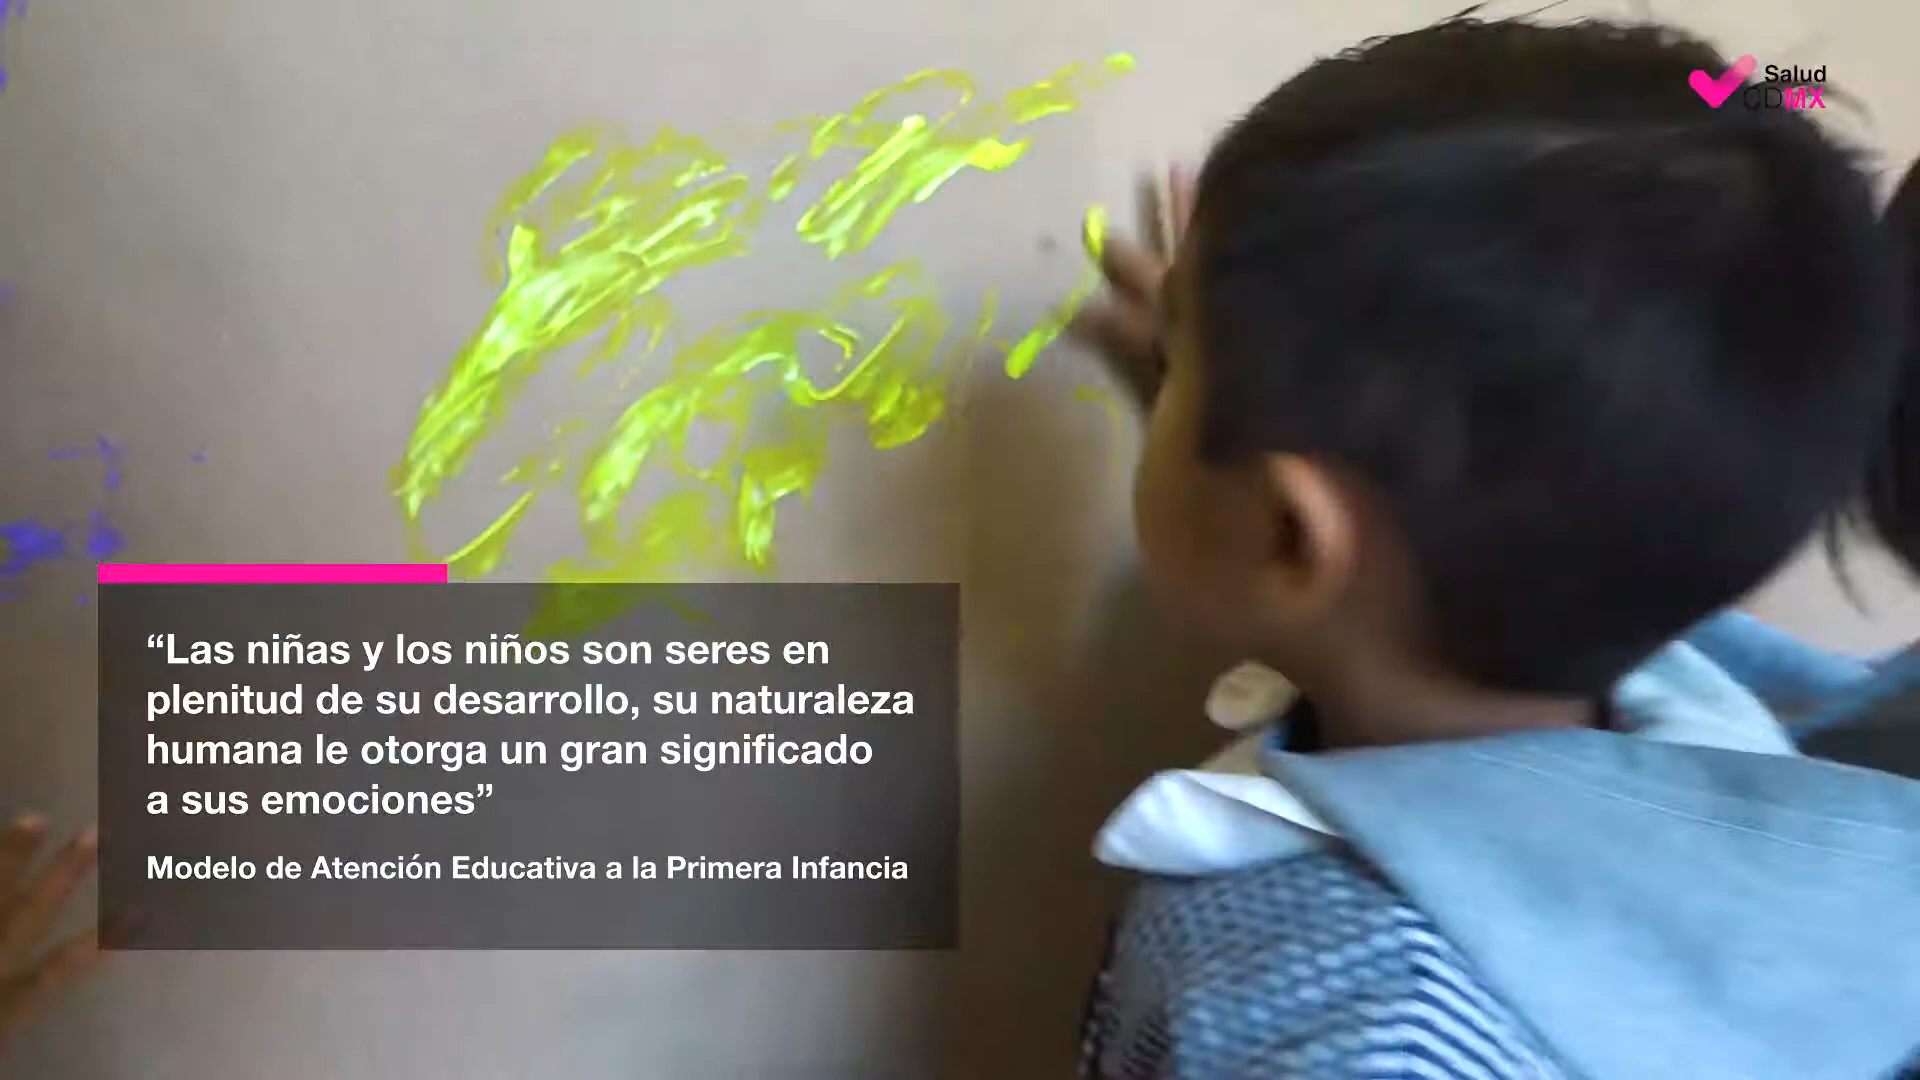 Salud
CDMX
“Las niñas y los niños son seres en
plenitud de su desarrollo, su naturaleza
humana le otorga un gran significado
a sus emociones”
Modelo de Atención Educativa a la Primera Infancia